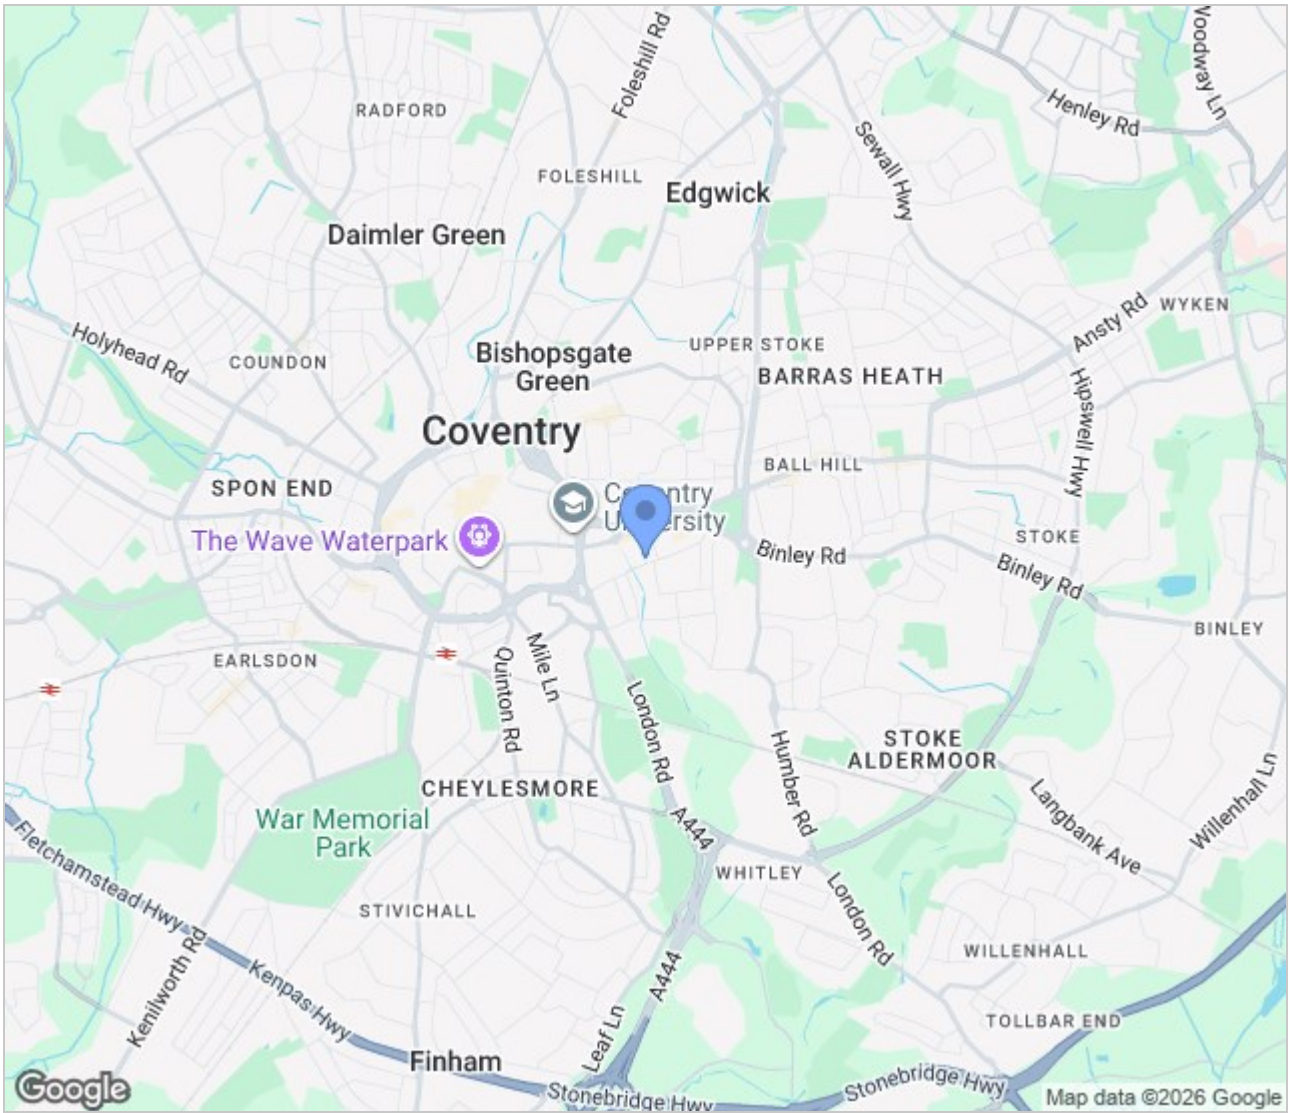 Foleshill Rd
Woodway Ln
RADFORD
Henley Rd
Sewall Hwy
FOLESHILL
Edgwick
Daimler Green
WYKEN
Ansty Rd
Holyhead Rd
COUNDON
Bishopsgate
Green
UPPER STOKE
BARRAS HEATH
Hipswell Hwy
Coventry
BALL HILL
SPON END
Coventry
University
The Wave Waterpark
Binley Rd
STOKE
Binley Rd
BINLEY
EARLSDON
Mile Ln
Quinton Rd
London Rd
STOKE
ALDERMOOR
Humber Rd
CHEYLESMORE
Langbank Ave
Willenhall Ln
War Memorial
Park
A444
Fletchamstead Hwy
WHITLEY
London Rd
STIVICHALL
Kenilworth Rd
Kenpas Hwy
A444
WILLENHALL
Leaf Ln
TOLLBAR END
Finham
Stonebridge Hwy
Stonebridge Hwy
Google
Map data ©2026 Google